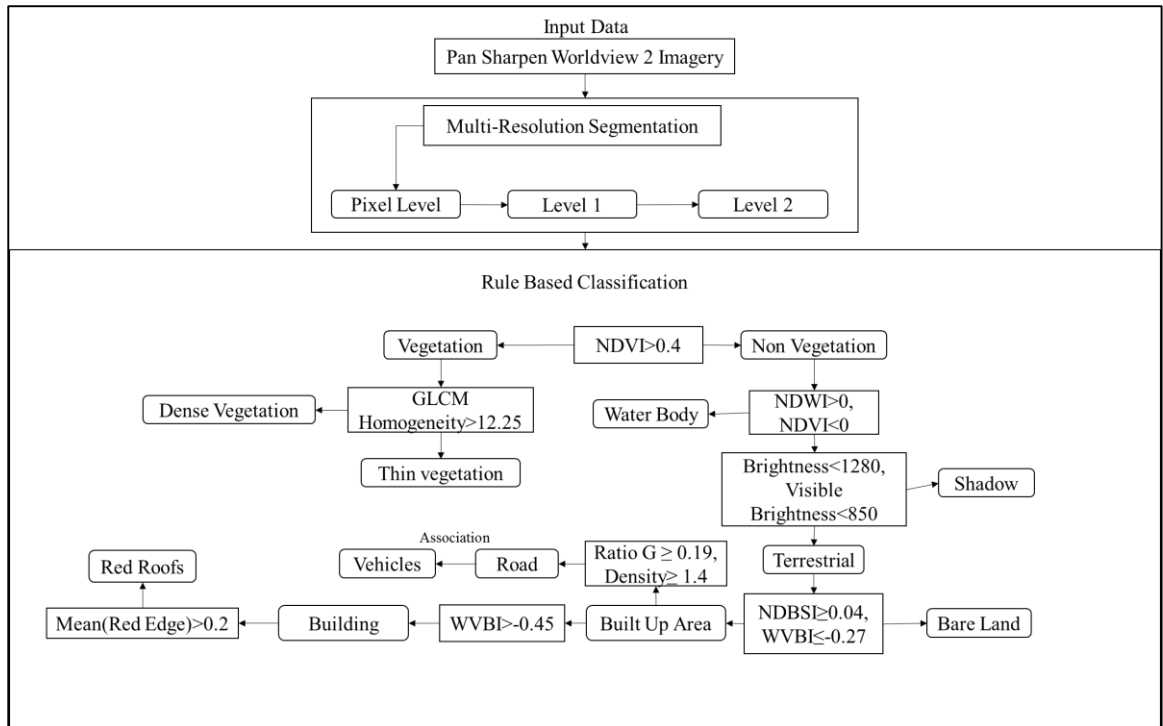 Input Data
Pan Sharpen Worldview 2 Imagery
Multi-Resolution Segmentation
Pixel Level
Level 1
Level 2
Rule Based Classification
Vegetation
NDVI>0.4
Non Vegetation
Dense Vegetation
GLCM
Homogeneity>12.25
Water Body
NDWI>0,
NDVI<0
Thin vegetation
Brightness<1280,
Visible
Brightness<850
Shadow
Association
Vehicles
Road
Ratio G ≥ 0.19,
Density≥ 1.4
Terrestrial
Red Roofs
Mean(Red Edge)>0.2
Building
WVBI>-0.45
Built Up Area
NDBSI≥0.04,
WVBI≤-0.27
Bare Land